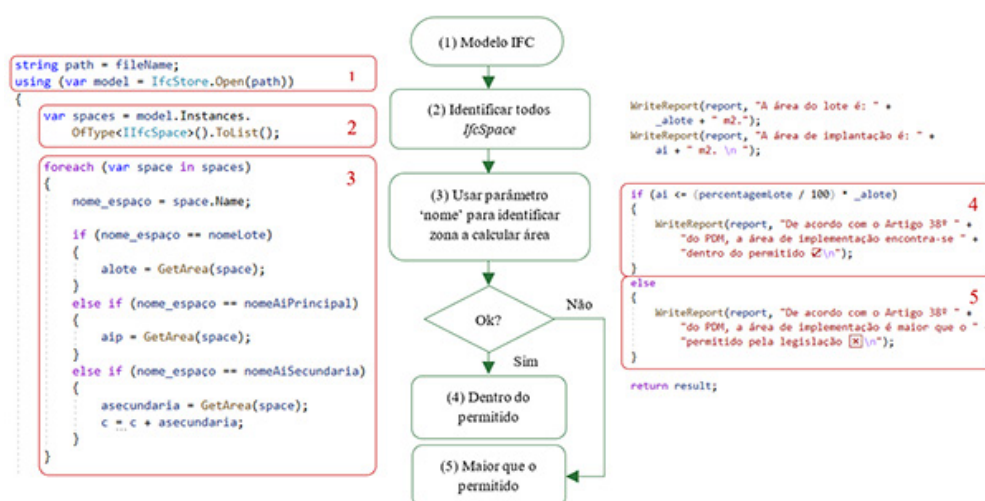 string path = fileName;
using (var model = IfcStore.Open(path))
1
{
var spaces = model.Instances.
OfType<IIfcSpace>().ToList();
2
foreach (var space in spaces)
3
{
nome_espaço = space.Name;
if (nome_espaço == nomeLote)
{
alote = GetArea(space);
}
else if (nome_espaço == nomeAiPrincipal)
{
aip = GetArea(space);
}
else if (nome_espaço == nomeAiSecundaria)
{
asecundaria = GetArea(space);
c = c + asecundaria;
}
}
(1) Modelo IFC
(2) Identificar todos
IfcSpace
(3) Usar parâmetro
‘nome’ para identificar
zona a calcular área
Ok?
Não
Sim
(4) Dentro do
permitido
(5) Maior que o
permitido
WriteReport(report, "A área do lote é: " +
_alote + " m2.");
WriteReport(report, "A área de implantação é: " +
ai + " m2. \n ");
if (ai <= (percentagemLote / 100) * _alote)
4
{
WriteReport(report, "De acordo com o Artigo 38º " +
"do PDM, a área de implementação encontra-se " +
"dentro do permitido ☑\n");
}
else
5
{
WriteReport(report, "De acordo com o Artigo 38º " +
"do PDM, a área de implementação é maior que o " +
"permitido pela legislação ☒\n");
}
return result;